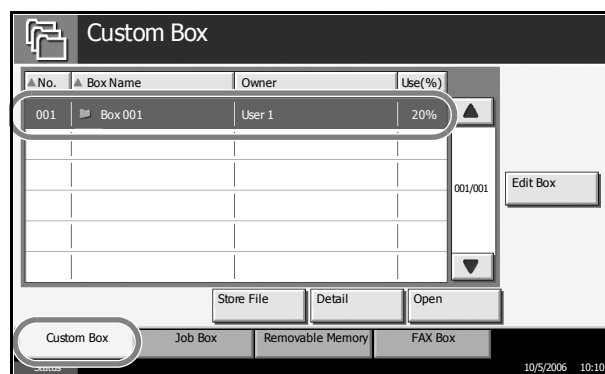 Custom Box
No. Box Name Owner Use(%)
001 Box 001 User 1 20%
001/001
Edit Box
Store File Detail Open
Custom Box Job Box Removable Memory FAX Box
Status 10/5/2006 10:10